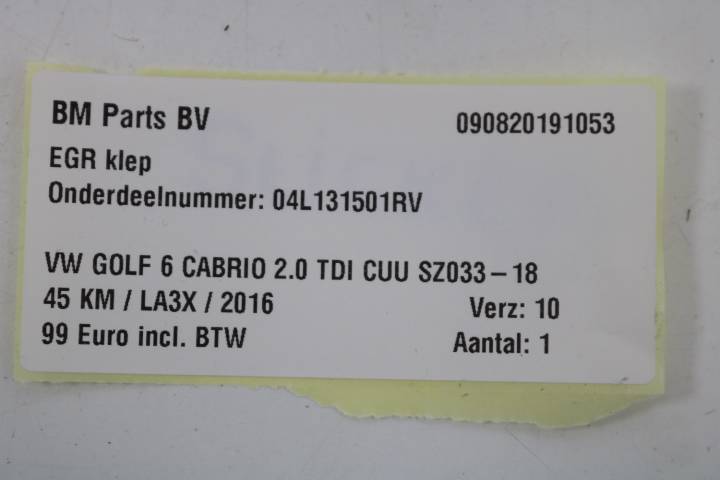 BM Parts BV 090820191053
EGR klep
Onderdeelnummer: 04L131501RV
VW GOLF 6 CABRIO 2.0 TDI CUU SZ033-18
45 KM / LA3X / 2016 Verz: 10
99 Euro incl. BTW Aantal: 1